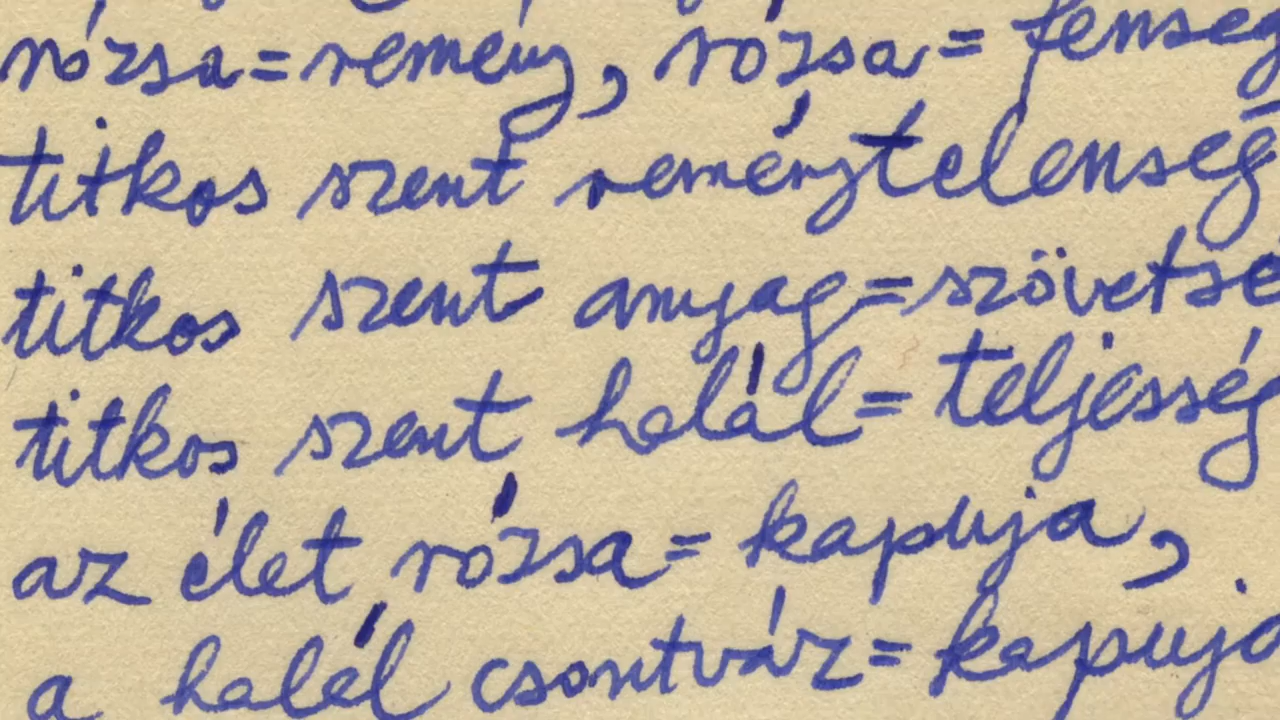 rózsa=remény, rózsa= fenség
titkos szent reménytelenség
titkos szent anyag=szövetsé
titkos szent halál= teljesség
az élet rózsa= kapuja,
a halál csontváz= kapuja